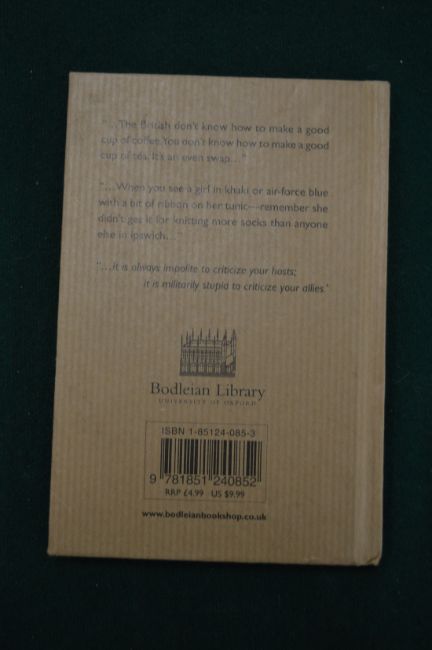 "...The British don't know how to make a good
cup of coffee. You don't know how to make a good
cup of tea. It's an even swap..."
"...When you see a girl in khaki or air-force blue
with a bit of ribbon on her tunic—remember she
didn't get it for knitting more socks than anyone
else in Ipswich..."
"...it is always impolite to criticize your hosts;
it is militarily stupid to criticize your allies.'
Bodleian Library
UNIVERSITY OF OXFORD
ISBN 1-85124-085-3
9 781851 240852
RRP £4.99 US $9.99
www.bodleianbookshop.co.uk